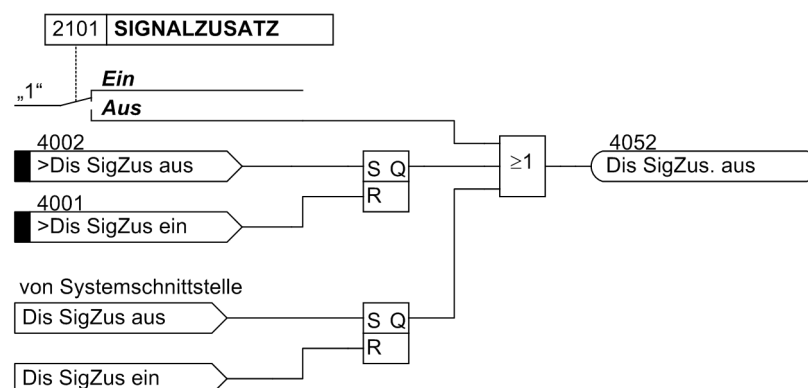 2101 SIGNALZUSATZ
Ein
„1“
Aus
4002
>Dis SigZus aus
S Q
R
≥1
4052
Dis SigZus. aus
4001
>Dis SigZus ein
von Systemschnittstelle
Dis SigZus aus
S Q
R
Dis SigZus ein